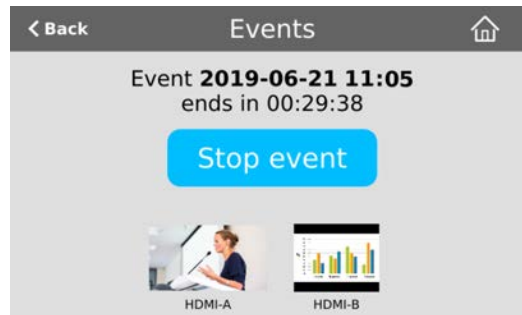 Back
Events
Event 2019-06-21 11:05
ends in 00:29:38
Stop event
HDMI-A
HDMI-B